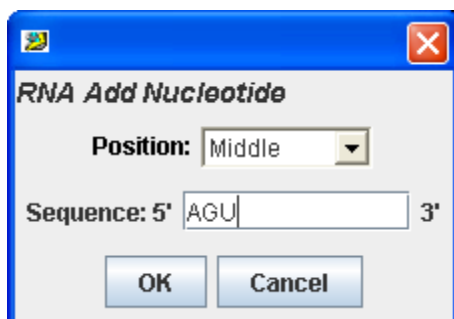 RNA Add Nucleotide
Position: Middle
Sequence: 5' AGU 3'
OK Cancel